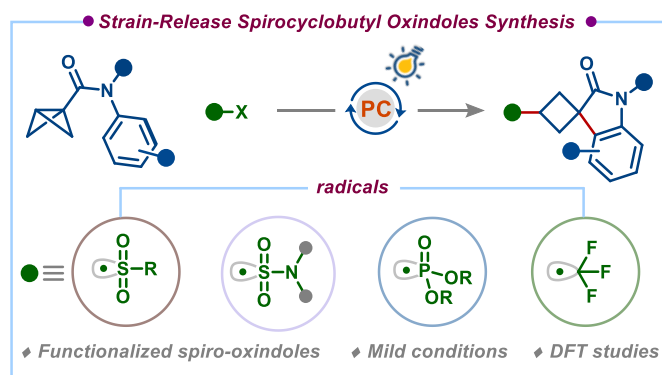 Strain-Release Spirocyclobutyl Oxindoles Synthesis
O
N
X
PC
O
N
radicals
O
S R
O
O
S N
O
O
P OR
OR
F
F
F
♦ Functionalized spiro-oxindoles ♦ Mild conditions ♦ DFT studies